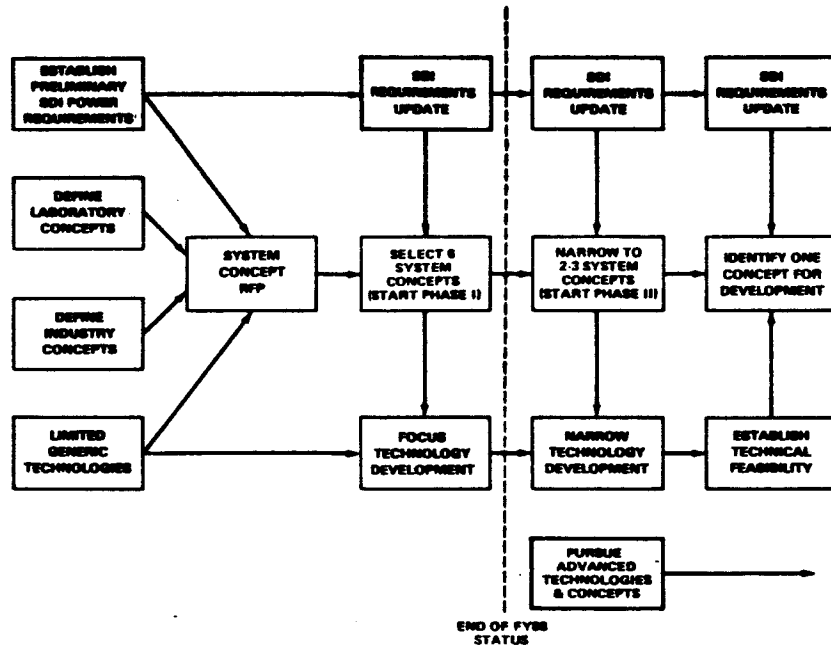 ESTABLISH
PRELIMINARY
SDI POWER
REQUIREMENTS
SDI
REQUIREMENTS
UPDATE
SDI
REQUIREMENTS
UPDATE
SDI
REQUIREMENTS
UPDATE
DEFINE
LABORATORY
CONCEPTS
SYSTEM
CONCEPT
RFP
SELECT 6
SYSTEM
CONCEPTS
(START PHASE I)
NARROW TO
2-3 SYSTEM
CONCEPTS
(START PHASE II)
IDENTIFY ONE
CONCEPT FOR
DEVELOPMENT
DEFINE
INDUSTRY
CONCEPTS
LIMITED
GENERIC
TECHNOLOGIES
FOCUS
TECHNOLOGY
DEVELOPMENT
NARROW
TECHNOLOGY
DEVELOPMENT
ESTABLISH
TECHNICAL
FEASIBILITY
PURSUE
ADVANCED
TECHNOLOGIES
& CONCEPTS
END OF FY88
STATUS